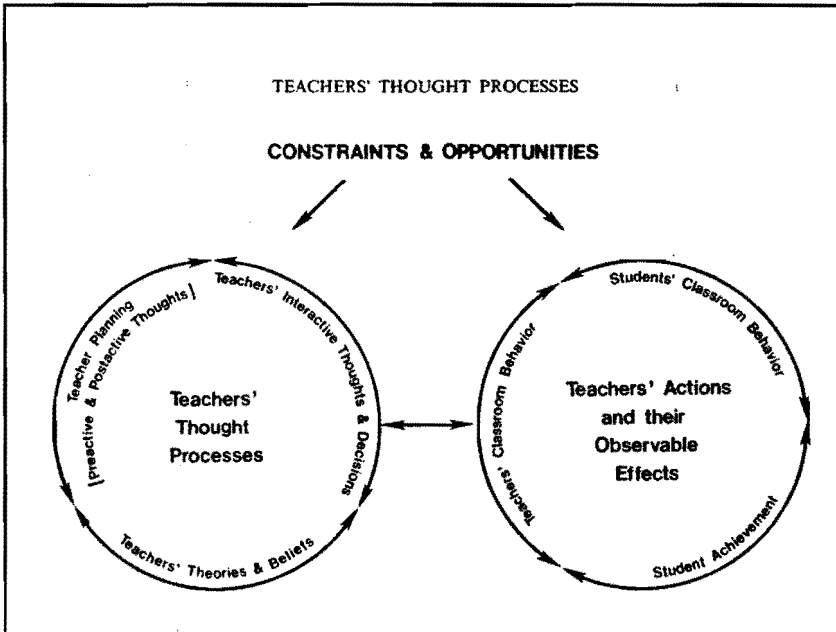 TEACHERS' THOUGHT PROCESSES
CONSTRAINTS & OPPORTUNITIES
Teacher Planning
[Preactive & Postactive Thoughts]
Teachers' Interactive Thoughts & Decisions
Teachers'
Thought
Processes
Teachers' Theories & Beliefs
Students' Classroom Behavior
Teachers' Classroom Behavior
Teachers' Actions
and their
Observable
Effects
Student Achievement